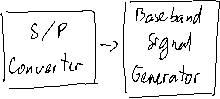 S/P
Converter
Baseband
Signal
Generator